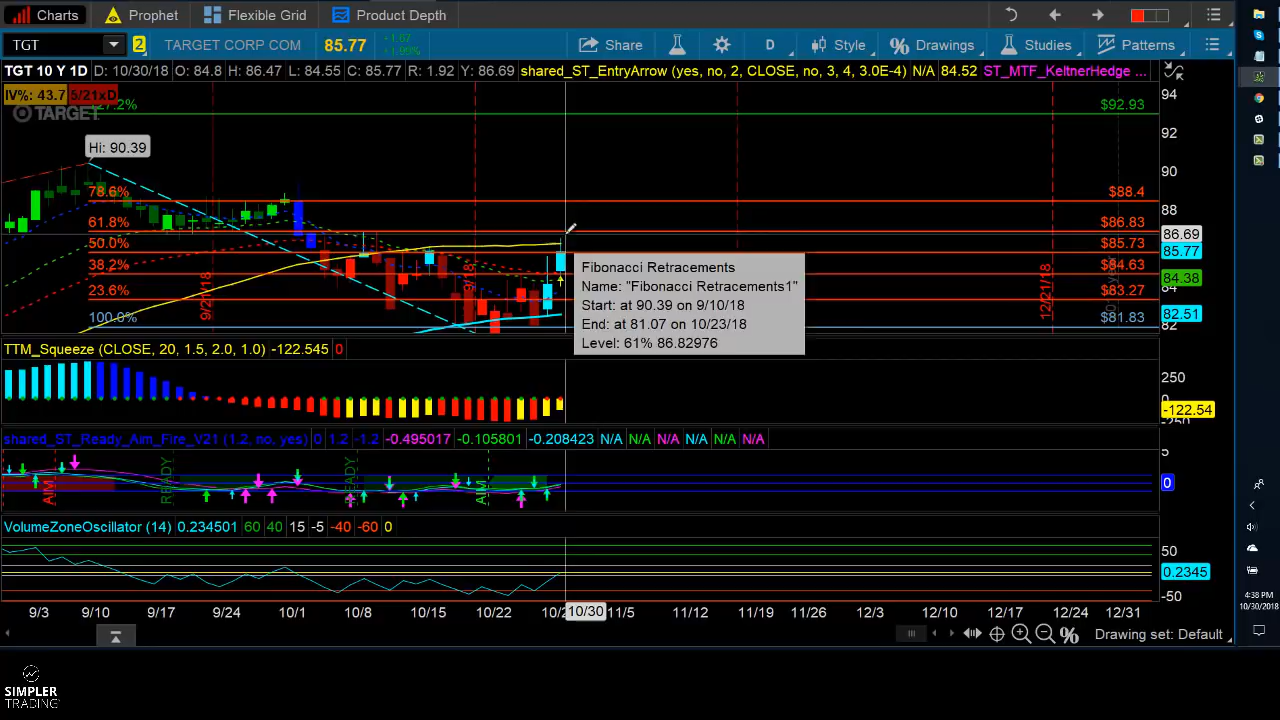 Charts
Prophet
Flexible Grid
Product Depth
TGT
2
TARGET CORP COM
85.77
+1.67
+1.99%
Share
D
Style
Drawings
Studies
Patterns
TGT 10 Y 1D
D: 10/30/18
O: 84.8
H: 86.47
L: 84.55
C: 85.77
R: 1.92
Y: 86.69
shared_ST_EntryArrow (yes, no, 2, CLOSE, no, 3, 4, 3.0E-4)
N/A
84.52
ST_MTF_KeltnerHedge ...
IV%: 43.7
TARGET
$92.93
94
92
Hi: 90.39
90
78.6%
$88.4
88
61.8%
$86.83
86.69
50.0%
$85.73
85.77
38.2%
$84.63
84.38
84
23.6%
$83.27
82.51
100.0%
$81.83
82
9/21/18
9/18
12/21/18
Fibonacci Retracements
Name: "Fibonacci Retracements1"
Start: at 90.39 on 9/10/18
End: at 81.07 on 10/23/18
Level: 61% 86.82976
TTM_Squeeze (CLOSE, 20, 1.5, 2.0, 1.0)
-122.545
0
250
-122.54
shared_ST_Ready_Aim_Fire_V21 (1.2, no, yes)
0
1.2
-1.2
-0.495017
-0.105801
-0.208423
N/A
N/A
N/A
N/A
N/A
N/A
5
AIM
READY
READY
AIM
0
VolumeZoneOscillator (14)
0.234501
60
40
15
-5
-40
-60
0
50
0.2345
-50
9/3
9/10
9/17
9/24
10/1
10/8
10/15
10/22
10/30
11/5
11/12
11/19
11/26
12/3
12/10
12/17
12/24
12/31
Drawing set: Default
4:38 PM
10/30/2018
SIMPLER
TRADING